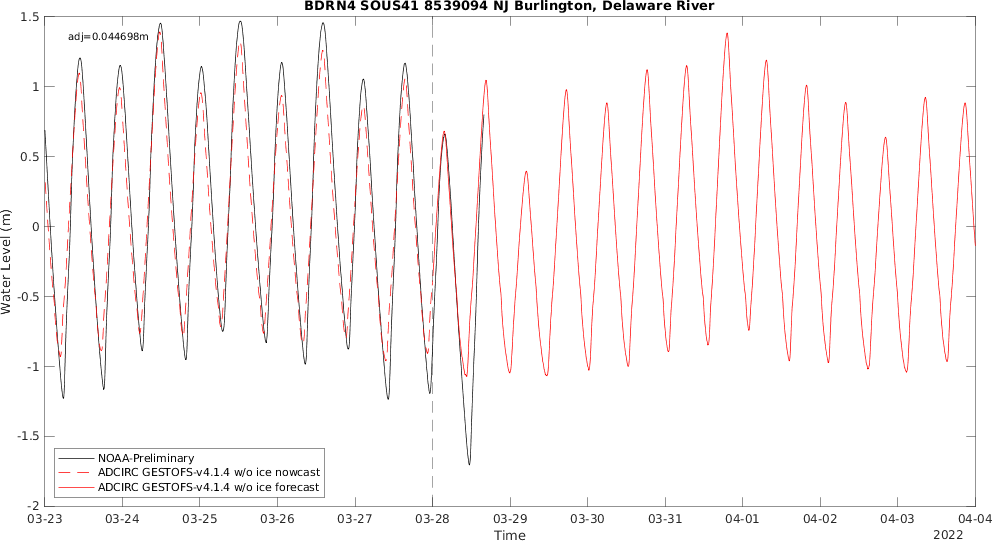 BDRN4 SOUS41 8539094 NJ Burlington, Delaware River
adj=0.044698m
1.5
1
0.5
0
-0.5
-1
-1.5
-2
Water Level (m)
NOAA-Preliminary
ADCIRC GESTOFS-v4.1.4 w/o ice nowcast
ADCIRC GESTOFS-v4.1.4 w/o ice forecast
03-23 03-24 03-25 03-26 03-27 03-28 03-29 03-30 03-31 04-01 04-02 04-03 04-04
Time
2022